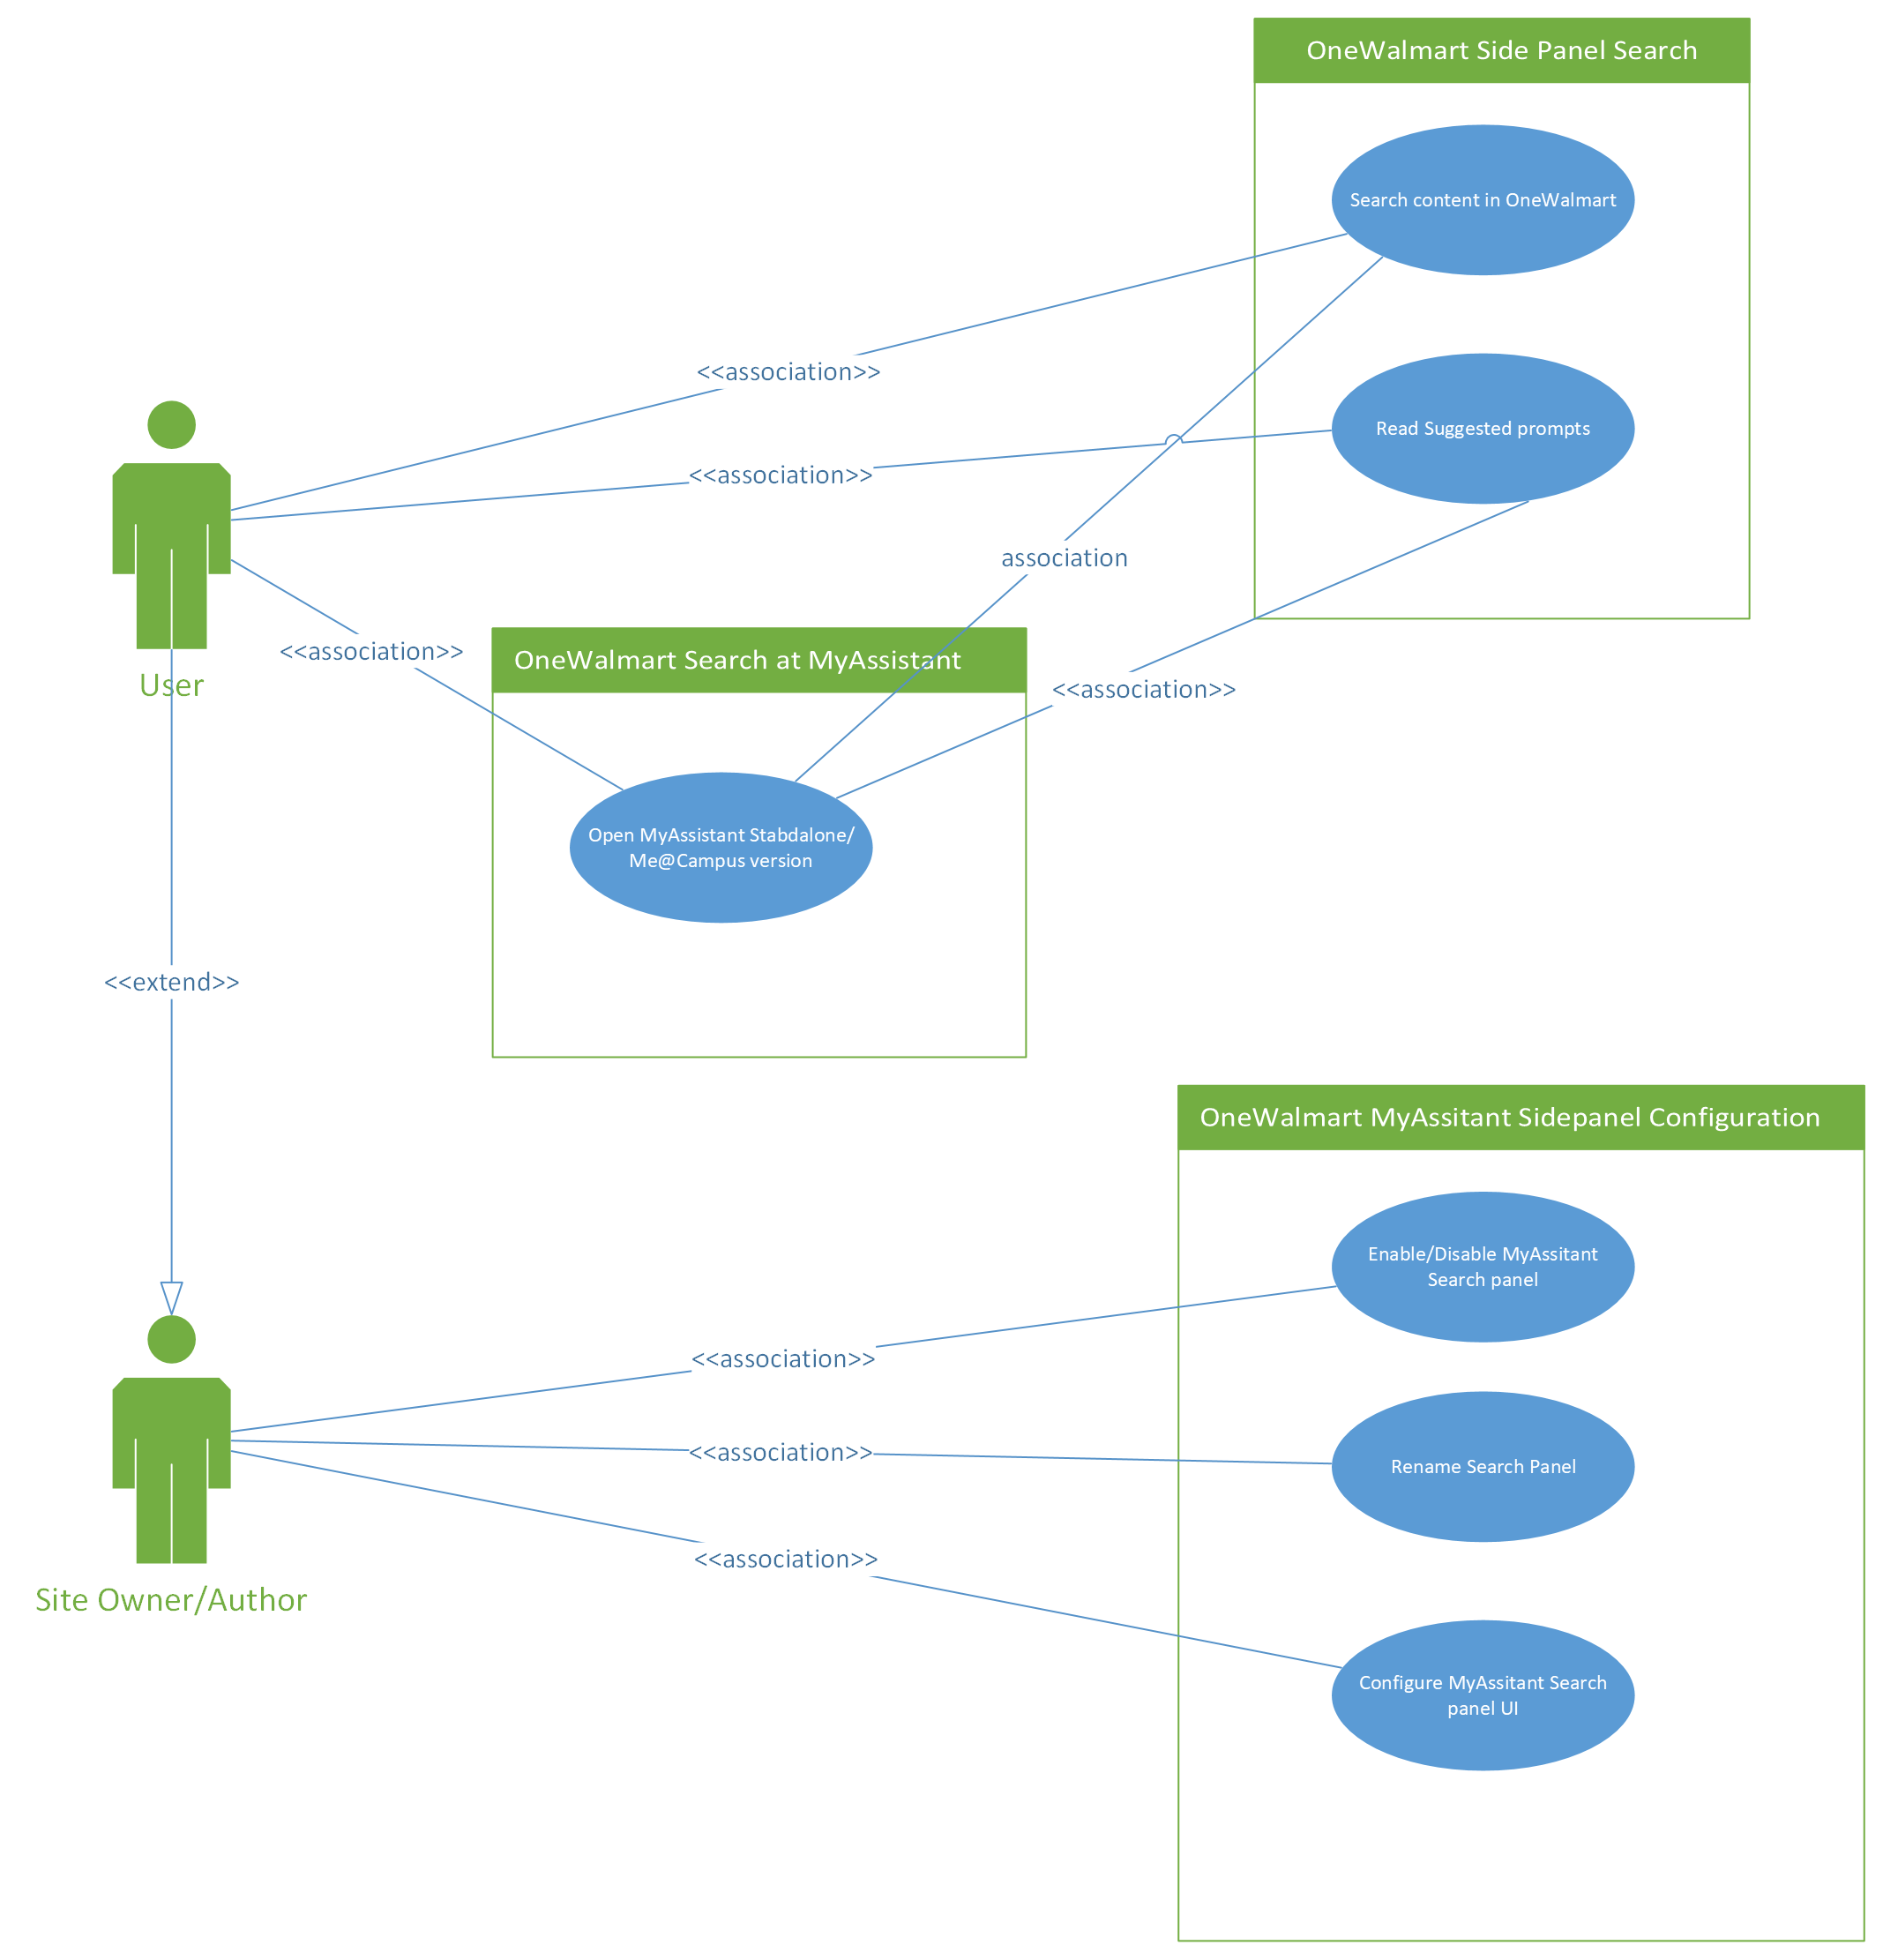 OneWalmart Side Panel Search
Search content in OneWalmart
<<association>>
Read Suggested prompts
<<association>>
association
<<association>>
OneWalmart Search at MyAssistant
User
<<association>>
Open MyAssistant Stabdalone/
Me@Campus version
<<extend>>
OneWalmart MyAssitant Sidepanel Configuration
Enable/Disable MyAssitant
Search panel
<<association>>
<<association>>
Rename Search Panel
<<association>>
Site Owner/Author
Configure MyAssitant Search
panel UI